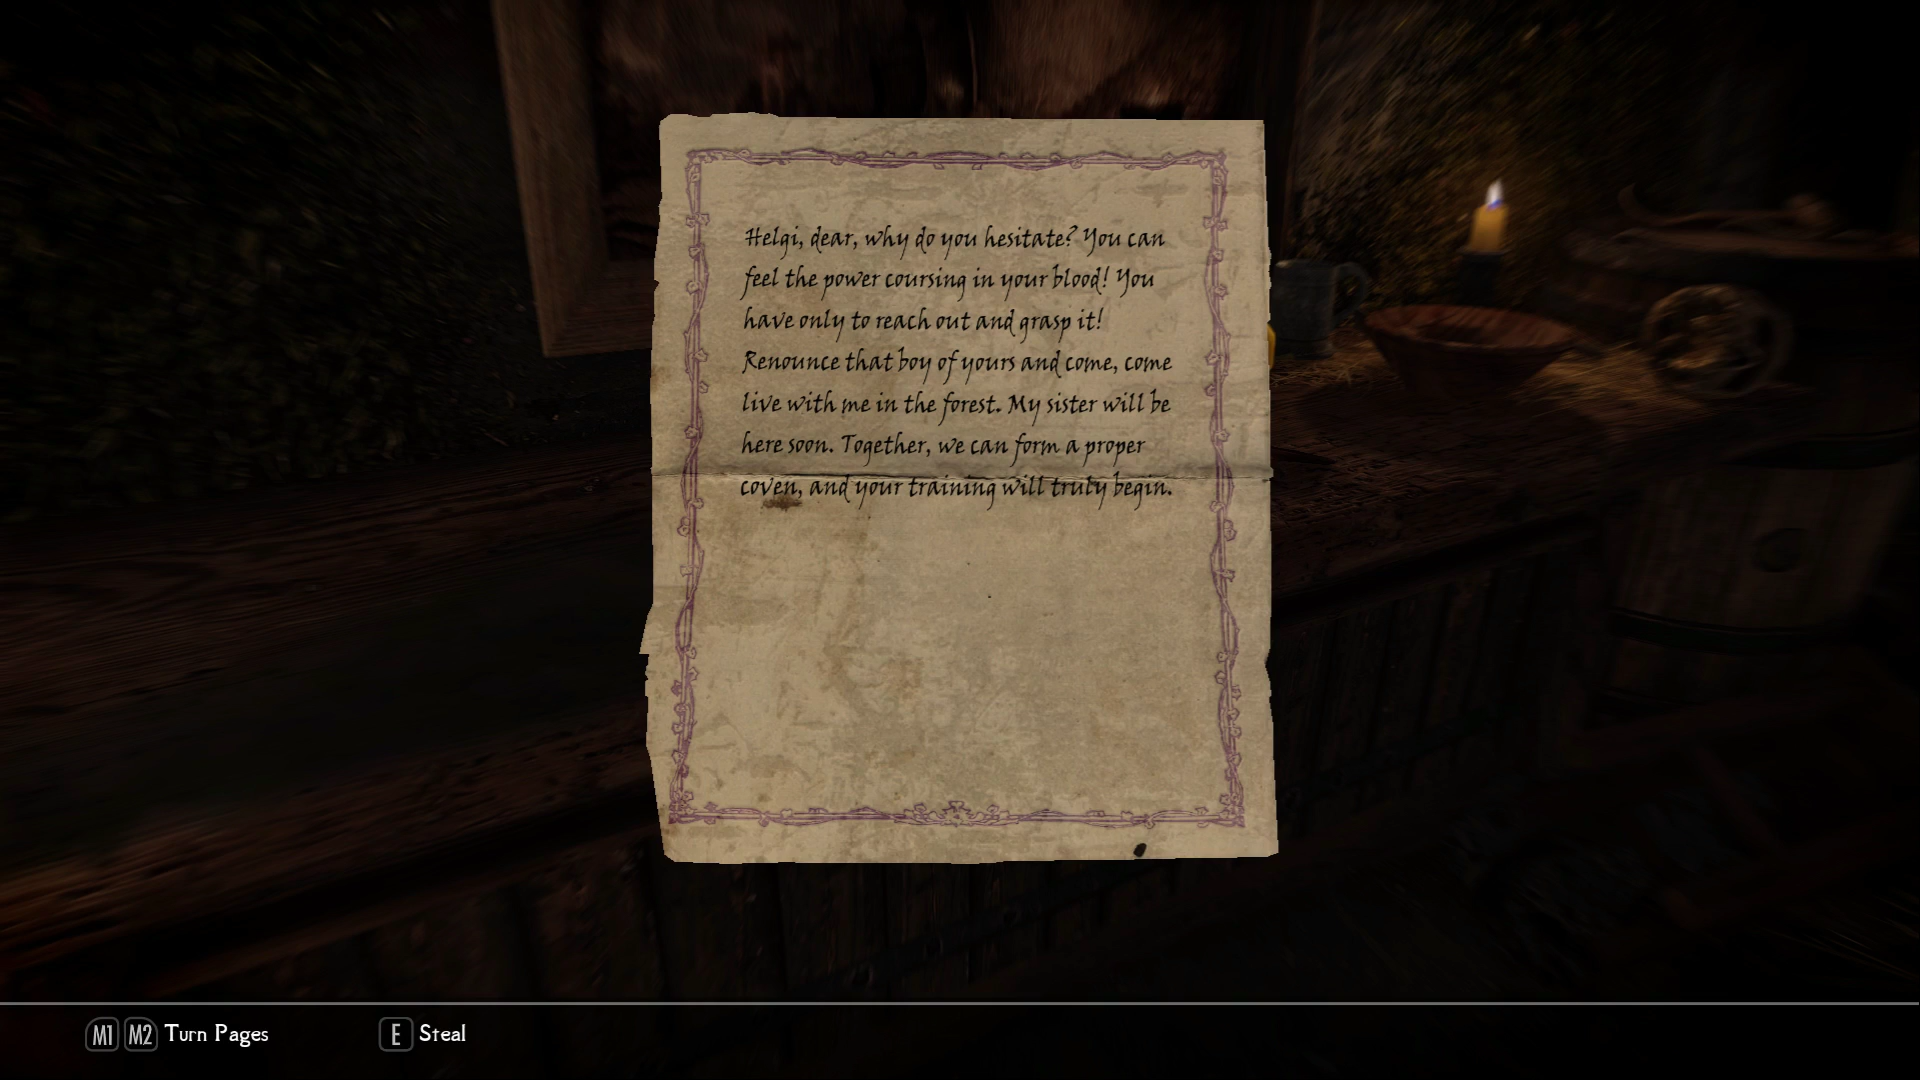 Helgi, dear, why do you hesitate? You can
feel the power coursing in your blood! You
have only to reach out and grasp it!
Renounce that boy of yours and come, come
live with me in the forest. My sister will be
here soon. Together, we can form a proper
coven, and your training will truly begin.
M1 M2 Turn Pages
E Steal